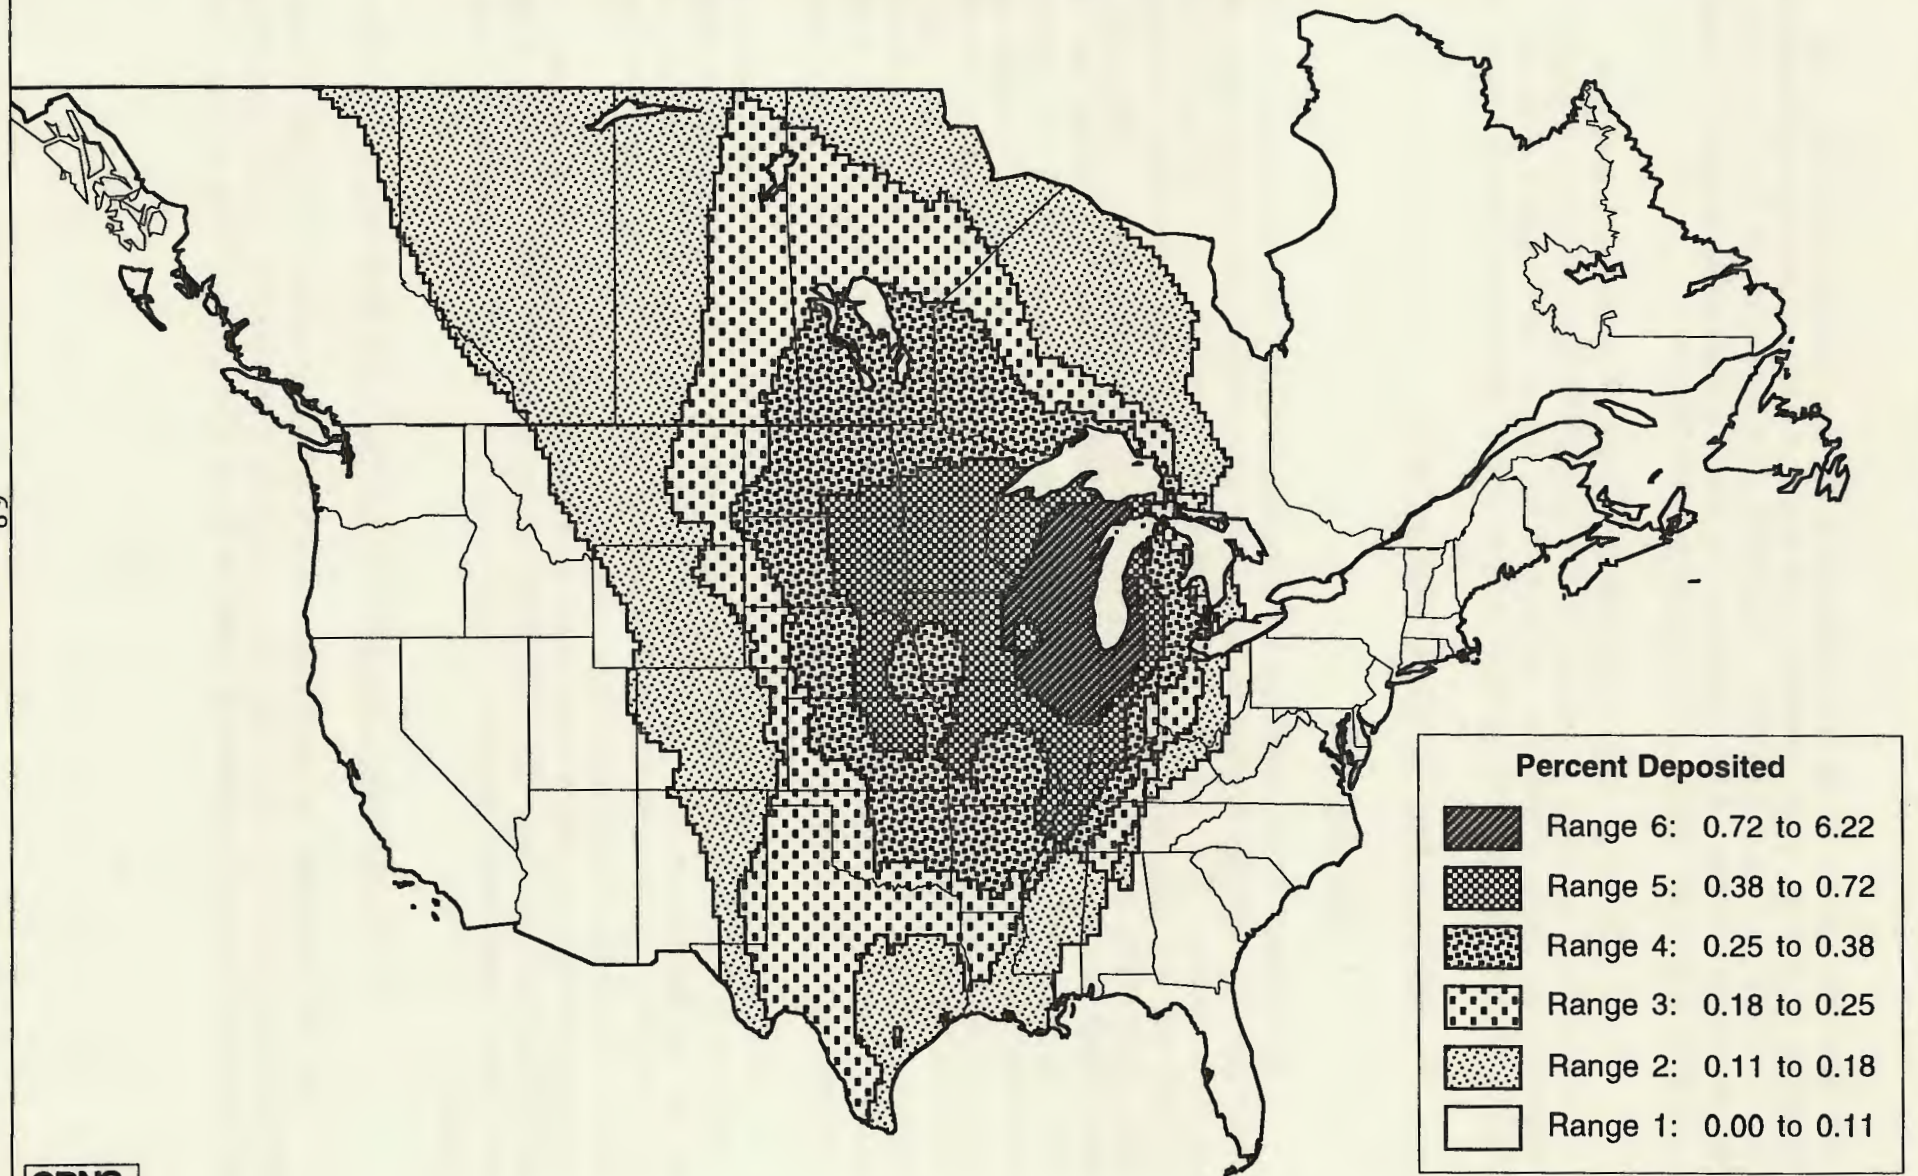 Percent Deposited
Range 6: 0.72 to 6.22
Range 5: 0.38 to 0.72
Range 4: 0.25 to 0.38
Range 3: 0.18 to 0.25
Range 2: 0.11 to 0.18
Range 1: 0.00 to 0.11